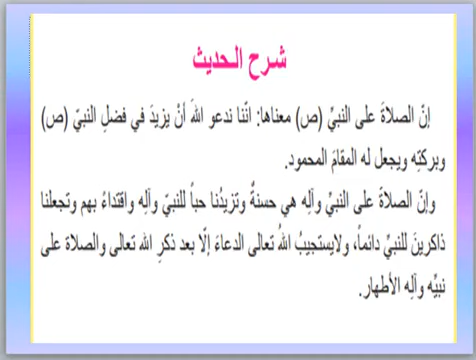 شرح الـحديث
إنّ الصلاةَ على النبيِّ (ص) معناها: انّنا ندعو اللهَ أنْ يزيدَ في فضلِ النبيّ (ص)
وبركتِه ويجعل له المقامَ المحمود.
وإنّ الصلاةَ على النبيِّ وآلِه هي حسنةٌ وتزيدُنا حباً للنبيّ وآلِه واقتداءً بهم وتجعلنا
ذاكرينَ للنبيِّ دائماً، ولايستجيبُ اللهُ تعالى الدعاءَ إلّا بعد ذكرِ الله تعالى والصلاة على
نبيِّه وآلِه الأطهار.